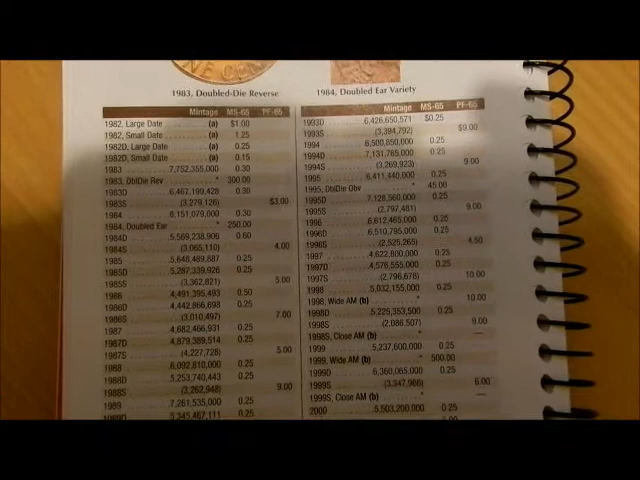 ONE CENT
1983, Doubled-Die Reverse
Mintage MS-65 PF-65
1982, Large Date (a) $1.00
1982, Small Date (a) 1.25
1982D, Large Date (a) 0.25
1982D, Small Date (a) 0.15
1983 7,752,355,000 0.30
1983, DblDie Rev * 300.00
1983D 6,467,199,428 0.30
1983S (3,279,126) $3.00
1984 8,151,079,000 0.30
1984, Doubled Ear * 250.00
1984D 5,569,238,906 0.60
1984S (3,065,110) 4.00
1985 5,648,489,887 0.25
1985D 5,287,339,926 0.25
1985S (3,362,821) 5.00
1986 4,491,395,493 0.50
1986D 4,442,866,698 0.25
1986S (3,010,497) 7.00
1987 4,682,466,931 0.25
1987D 4,879,389,514 0.25
1987S (4,227,728) 5.00
1988 6,092,810,000 0.25
1988D 5,253,740,443 0.25
1988S (3,262,948) 9.00
1989 7,261,535,000 0.25
1989D 5,345,467,111 0.25
1984, Doubled Ear Variety
Mintage MS-65 PF-65
1993D 6,426,650,571 $0.25
1993S (3,394,792) $9.00
1994 6,500,850,000 0.25
1994D 7,131,765,000 0.25
1994S (3,269,923) 9.00
1995 6,411,440,000 0.25
1995, DblDie Obv * 45.00
1995D 7,128,560,000 0.25
1995S (2,797,481) 9.00
1996 6,612,465,000 0.25
1996D 6,510,795,000 0.25
1996S (2,525,265) 4.50
1997 4,622,800,000 0.25
1997D 4,576,555,000 0.25
1997S (2,796,678) 10.00
1998 5,032,155,000 0.25
1998, Wide AM (b) * 10.00
1998D 5,225,353,500 0.25
1998S (2,086,507) 9.00
1998S, Close AM (b) * —
1999 5,237,600,000 0.25
1999, Wide AM (b) * 500.00
1999D 6,360,065,000 0.25
1999S (3,347,966) 6.00
1999S, Close AM (b) * —
2000 5,503,200,000 0.25